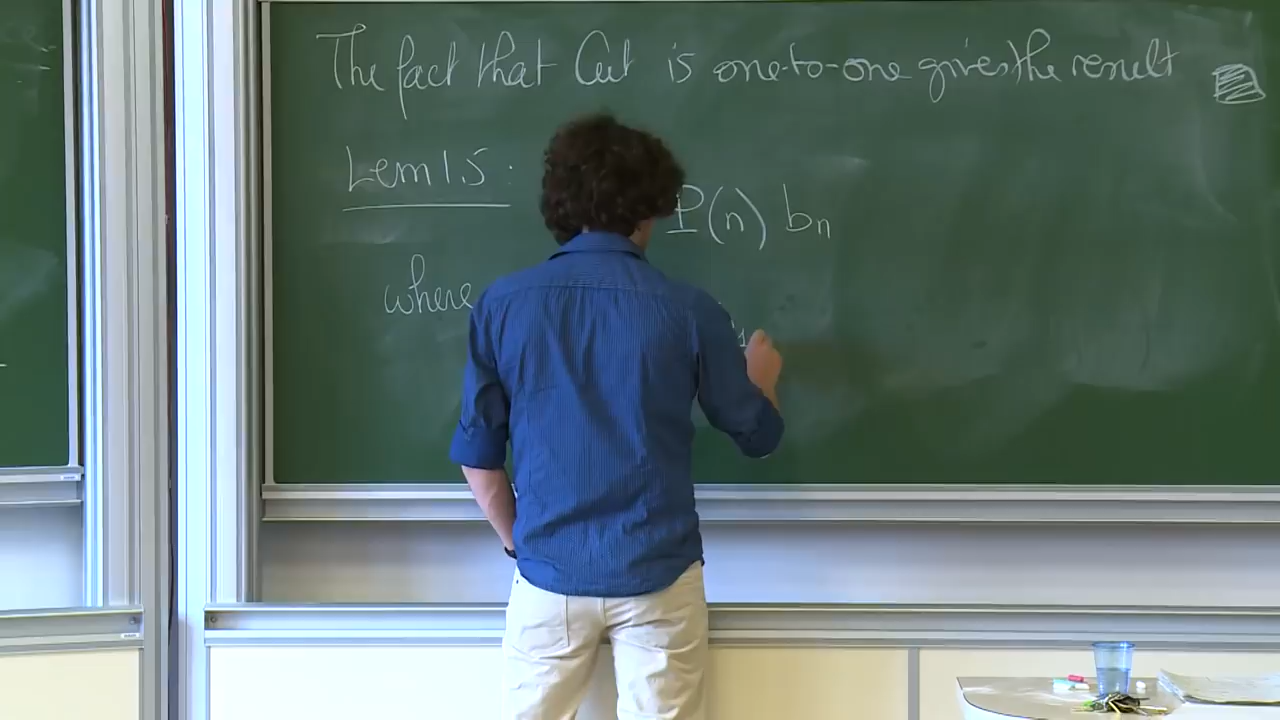 The fact that Cut is one-to-one gives the result
Lem 1.5 :
P(n) bn
where